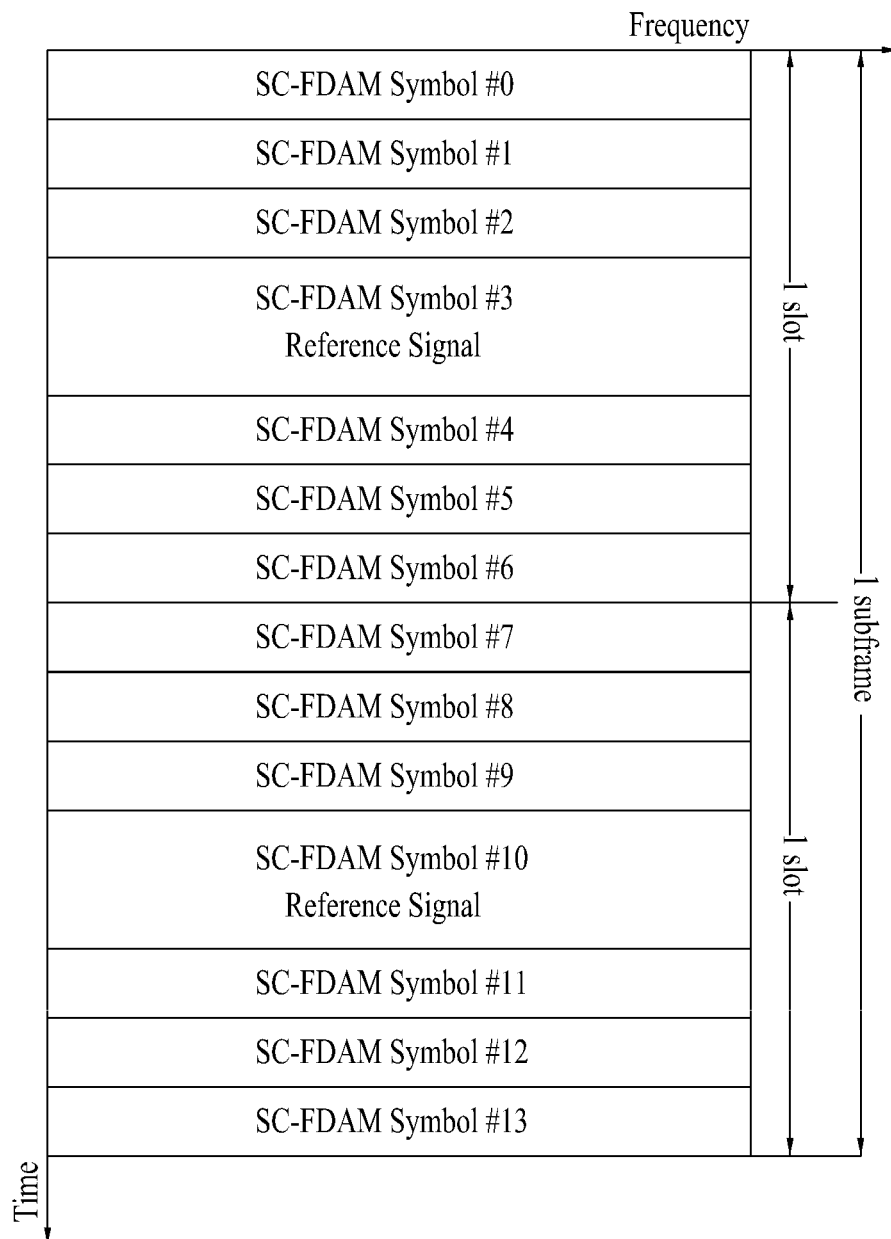 Frequency
SC-FDAM Symbol #0
SC-FDAM Symbol #1
SC-FDAM Symbol #2
SC-FDAM Symbol #3
Reference Signal
SC-FDAM Symbol #4
SC-FDAM Symbol #5
SC-FDAM Symbol #6
1 slot
SC-FDAM Symbol #7
SC-FDAM Symbol #8
SC-FDAM Symbol #9
SC-FDAM Symbol #10
Reference Signal
SC-FDAM Symbol #11
SC-FDAM Symbol #12
SC-FDAM Symbol #13
1 slot
1 subframe
Time